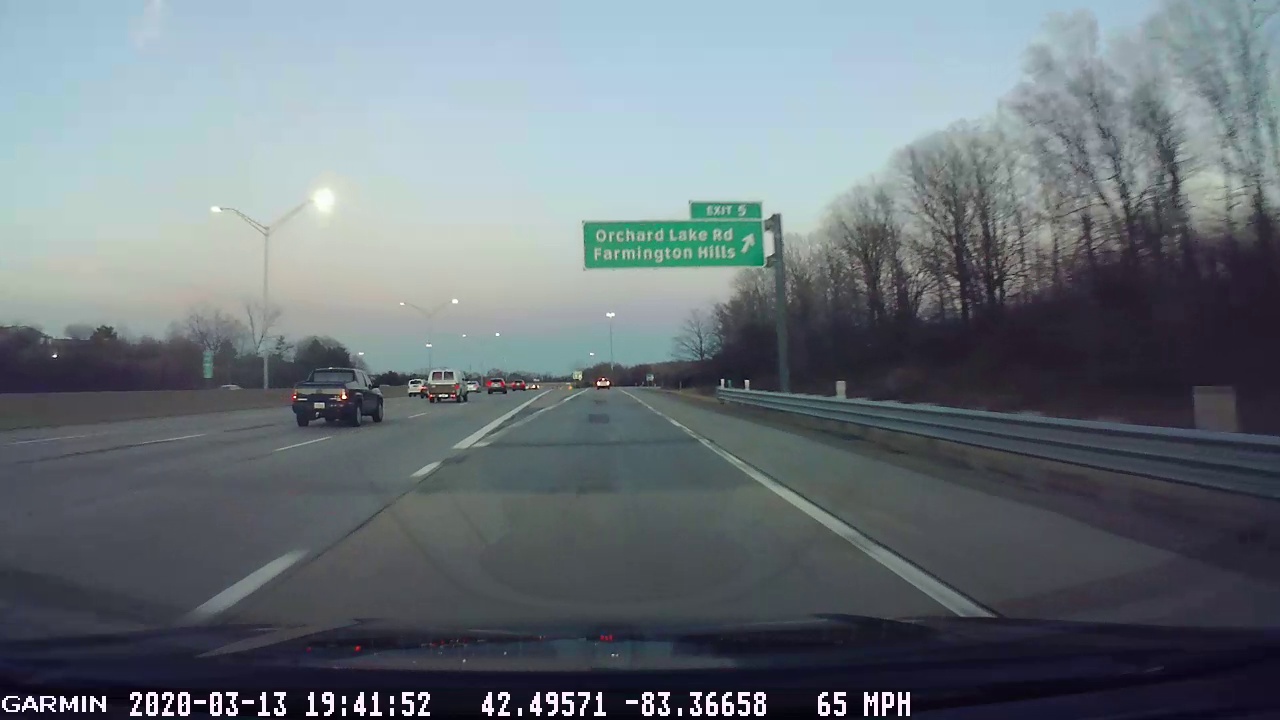 EXIT 5
Orchard Lake Rd
Farmington Hills
GARMIN 2020-03-13 19:41:52 42.49571 -83.36658 65 MPH